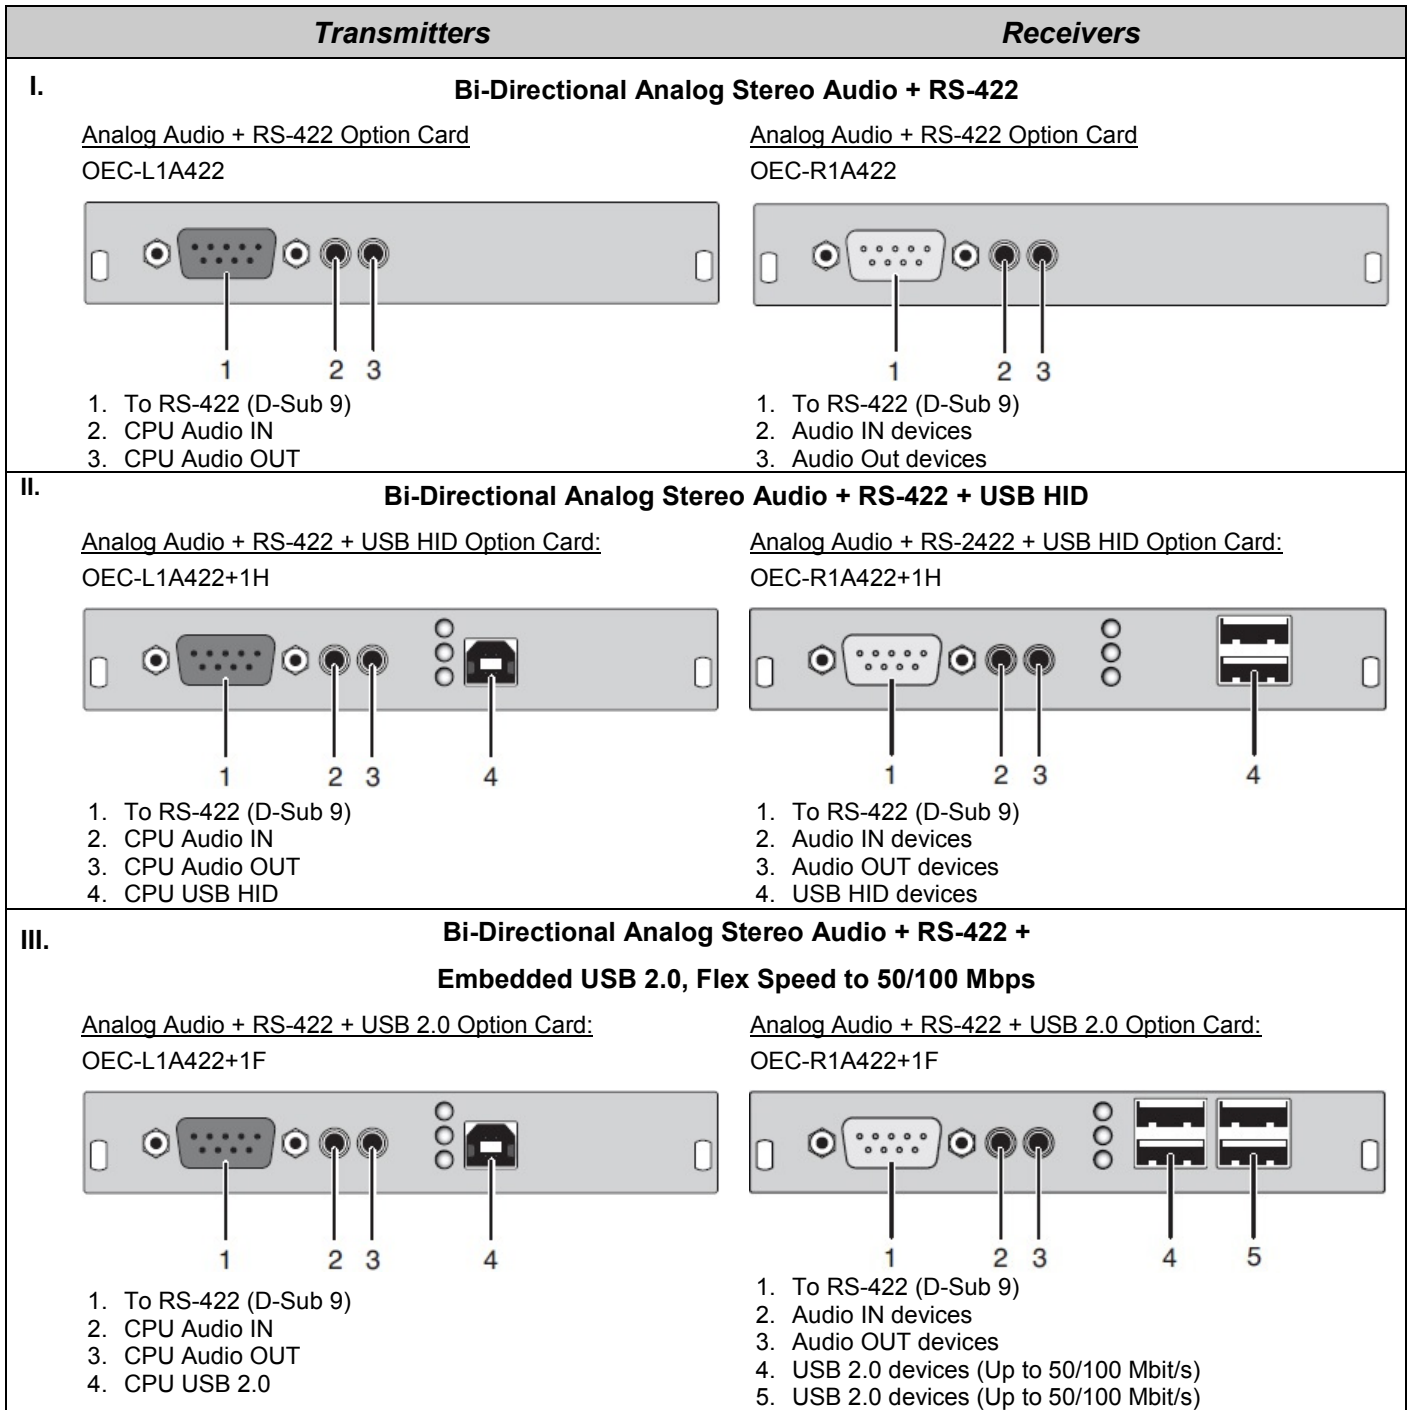 Transmitters
Receivers
I.
Bi-Directional Analog Stereo Audio + RS-422
Analog Audio + RS-422 Option Card
OEC-L1A422
1
2
3
1. To RS-422 (D-Sub 9)
2. CPU Audio IN
3. CPU Audio OUT
Analog Audio + RS-422 Option Card
OEC-R1A422
1
2
3
1. To RS-422 (D-Sub 9)
2. Audio IN devices
3. Audio Out devices
II.
Bi-Directional Analog Stereo Audio + RS-422 + USB HID
Analog Audio + RS-422 + USB HID Option Card:
OEC-L1A422+1H
1
2
3
4
1. To RS-422 (D-Sub 9)
2. CPU Audio IN
3. CPU Audio OUT
4. CPU USB HID
Analog Audio + RS-2422 + USB HID Option Card:
OEC-R1A422+1H
1
2
3
4
1. To RS-422 (D-Sub 9)
2. Audio IN devices
3. Audio OUT devices
4. USB HID devices
III.
Bi-Directional Analog Stereo Audio + RS-422 +
Embedded USB 2.0, Flex Speed to 50/100 Mbps
Analog Audio + RS-422 + USB 2.0 Option Card:
OEC-L1A422+1F
1
2
3
4
1. To RS-422 (D-Sub 9)
2. CPU Audio IN
3. CPU Audio OUT
4. CPU USB 2.0
Analog Audio + RS-422 + USB 2.0 Option Card:
OEC-R1A422+1F
1
2
3
4
5
1. To RS-422 (D-Sub 9)
2. Audio IN devices
3. Audio OUT devices
4. USB 2.0 devices (Up to 50/100 Mbit/s)
5. USB 2.0 devices (Up to 50/100 Mbit/s)